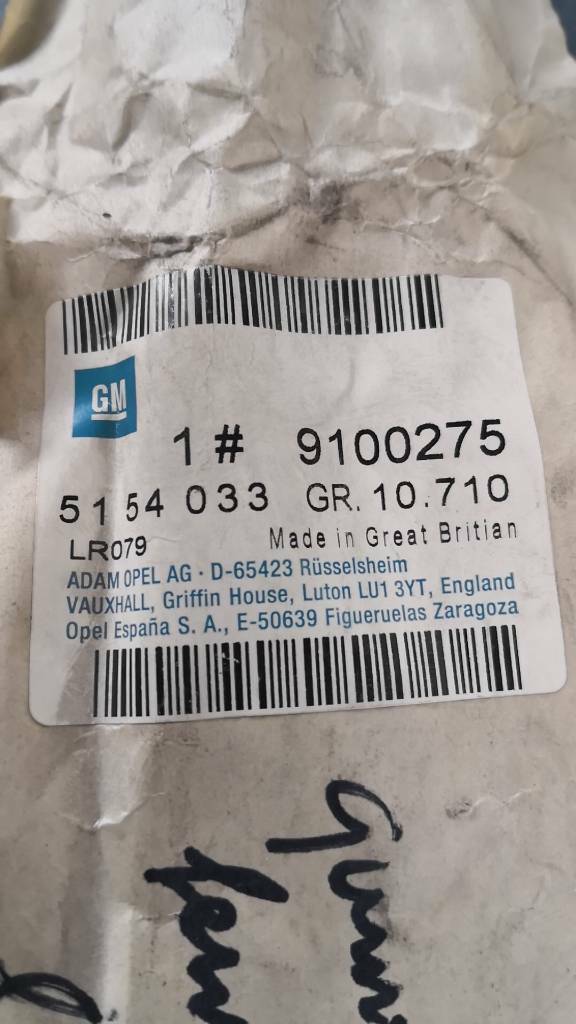 GM
1 # 9100275
5154 033 GR. 10.710
LR079 Made in Great Britian
ADAM OPEL AG · D-65423 Rüsselsheim
VAUXHALL, Griffin House, Luton LU1 3YT, England
Opel España S. A., E-50639 Figueruelas Zaragoza